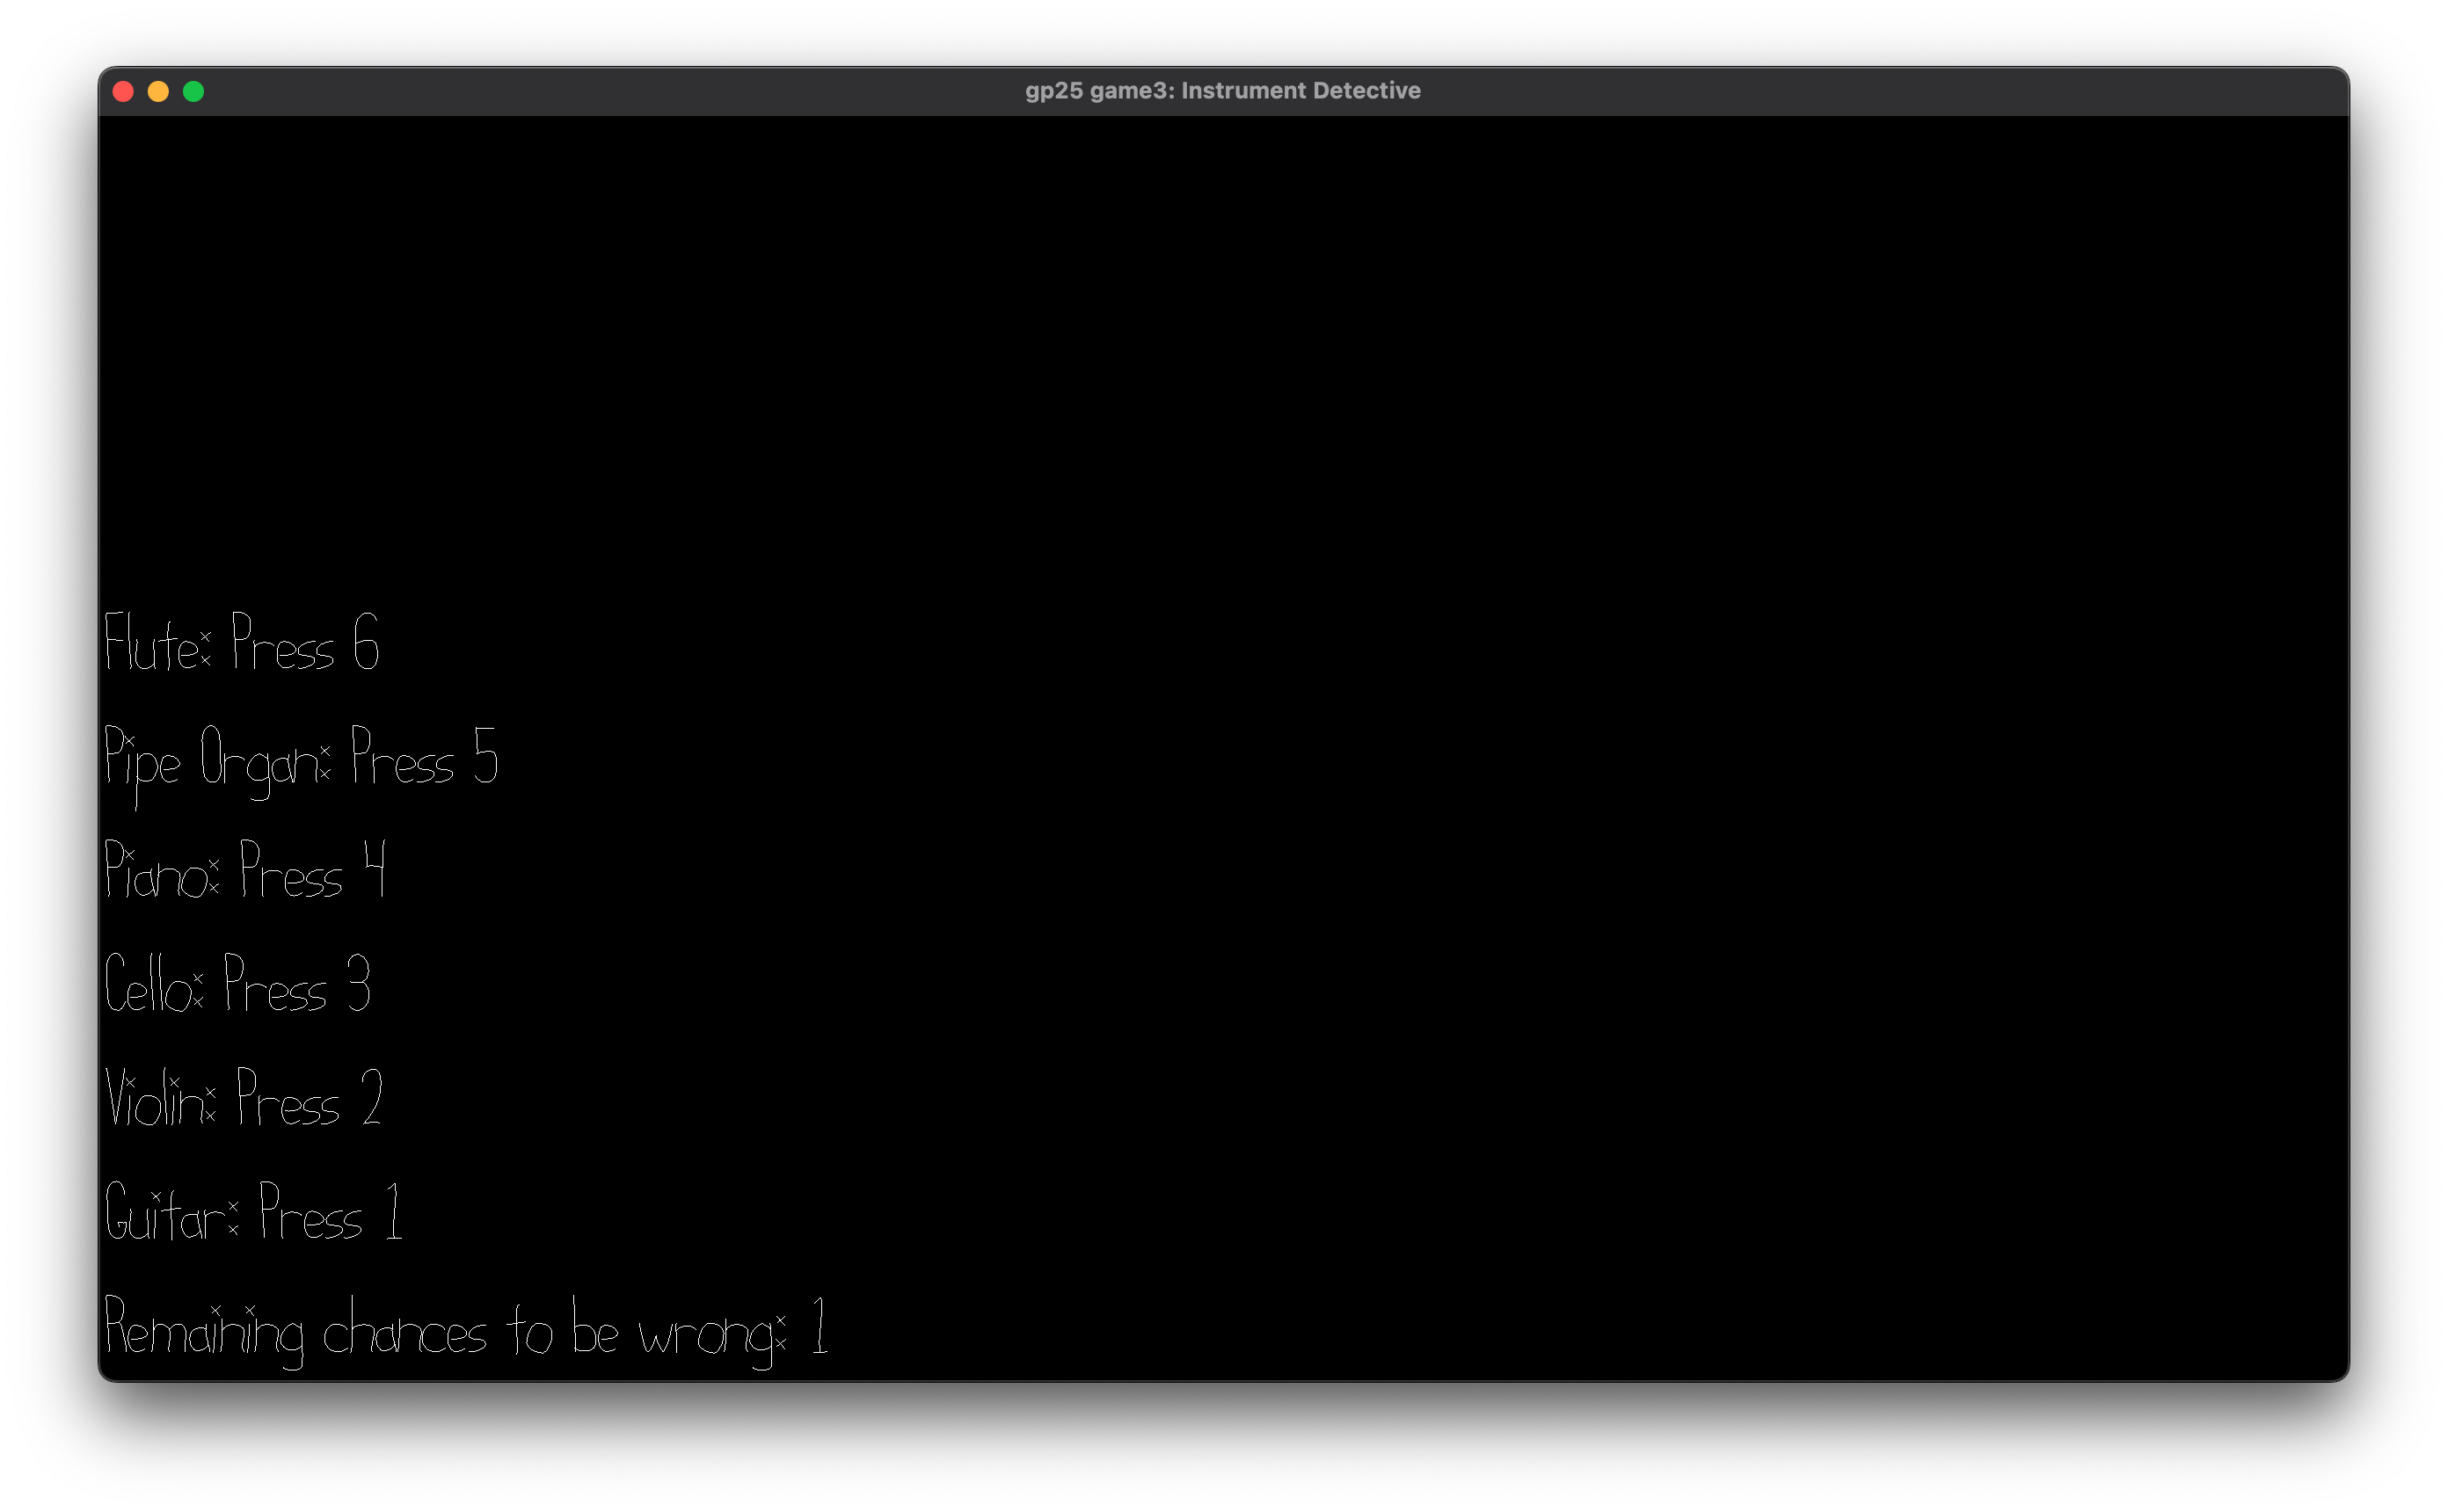 gp25 game3: Instrument Detective
Flute: Press 6
Pipe Organ: Press 5
Piano: Press 4
Cello: Press 3
Violin: Press 2
Guitar: Press 1
Remaining chances to be wrong: 1